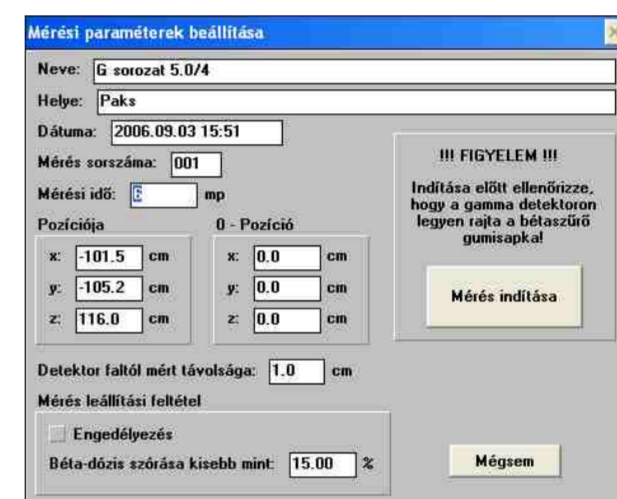 Mérési paraméterek beállítása
Neve: G sorozat 5.0/4
Helye: Paks
Dátuma: 2006.09.03 15:51
Mérés sorszáma: 001
Mérési idő: 6 mp
Pozíciója
x: -101.5 cm
y: -105.2 cm
z: 116.0 cm
0 - Pozíció
x: 0.0 cm
y: 0.0 cm
z: 0.0 cm
!!! FIGYELEM !!!
Indítása előtt ellenőrizze,
hogy a gamma detektoron
legyen rajta a bétaszűrő
gumisapka!
Mérés indítása
Detektor faltól mért távolsága: 1.0 cm
Mérés leállítási feltétel
Engedélyezés
Béta-dózis szórása kisebb mint: 15.00 %
Mégsem